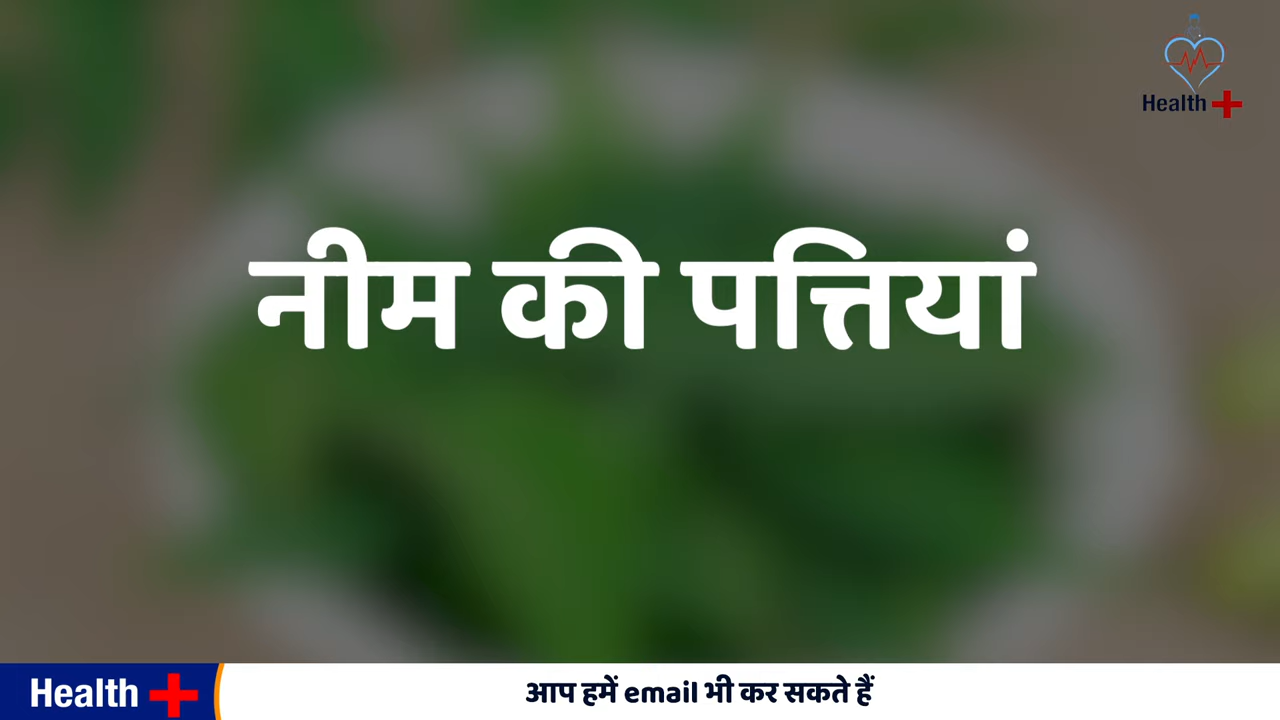 Health
नीम की पत्तियां
Health
आप हमें email भी कर सकते हैं